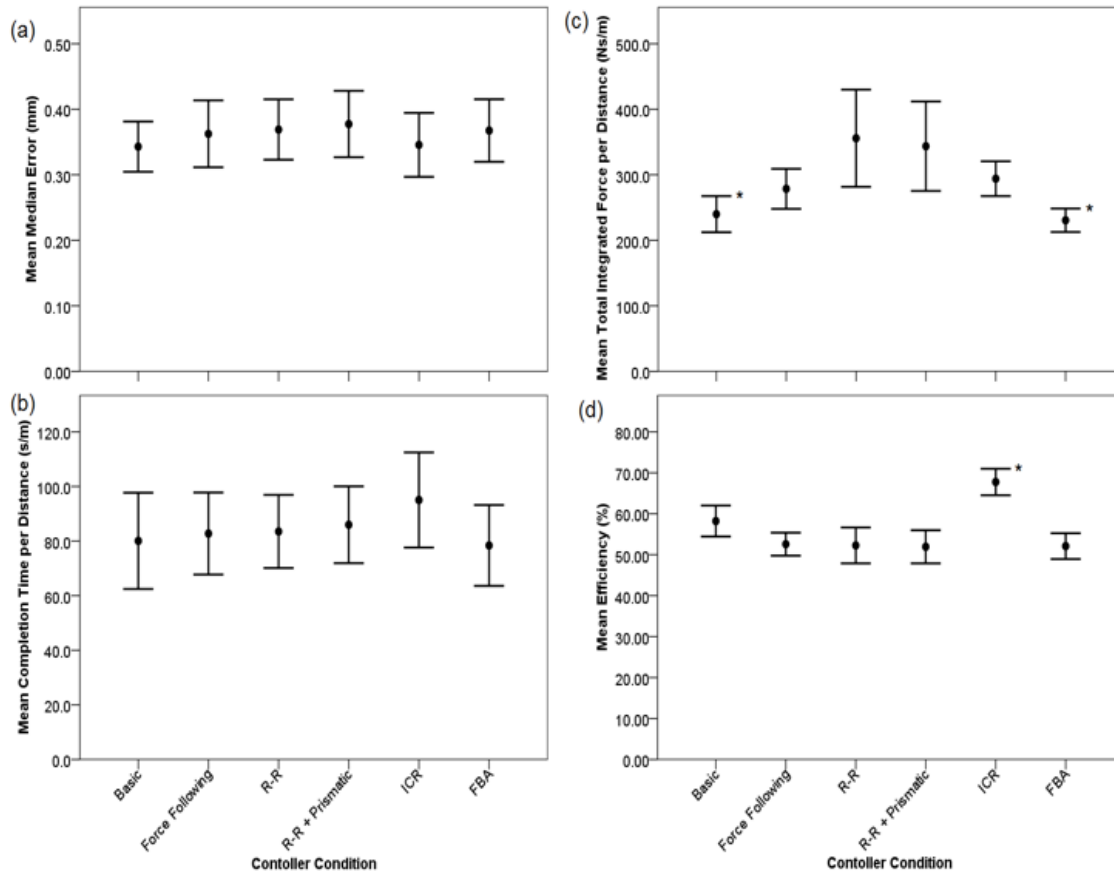 (a)
Mean Median Error (mm)
0.50
0.40
0.30
0.20
0.10
0.00
(b)
Mean Completion Time per Distance (s/m)
120.0
100.0
80.0
60.0
40.0
20.0
0.0
Basic
Force Following
R-R
R-R + Prismatic
ICR
FBA
Contoller Condition
(c)
Mean Total Integrated Force per Distance (Ns/m)
500.0
400.0
300.0
200.0
100.0
0.0
*
*
(d)
Mean Efficiency (%)
80.00
70.00
60.00
50.00
40.00
30.00
20.00
10.00
0.00
*
Basic
Force Following
R-R
R-R + Prismatic
ICR
FBA
Contoller Condition